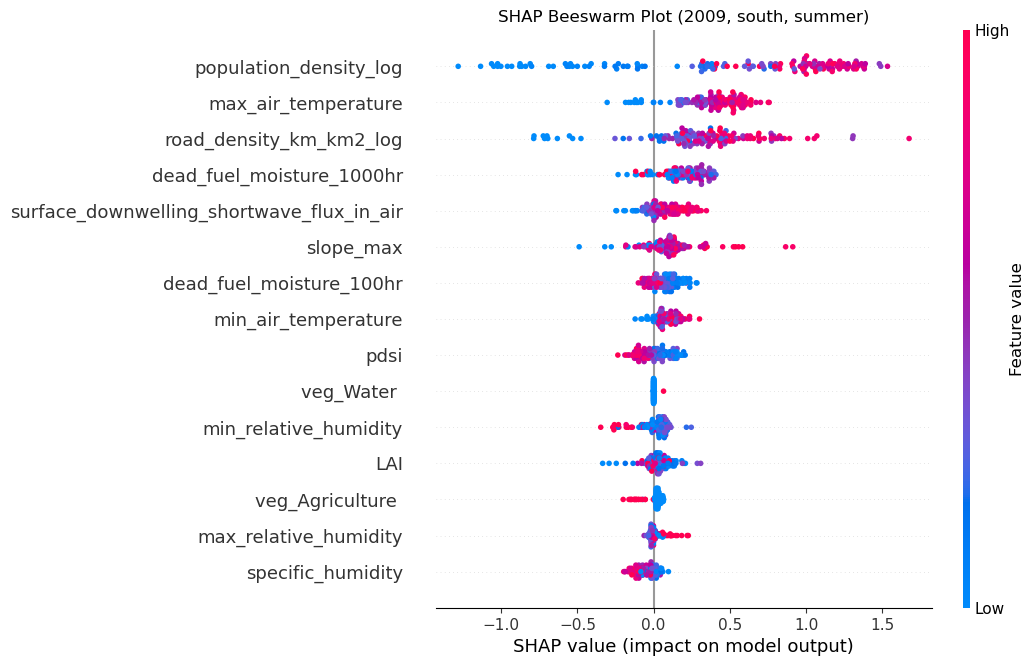 SHAP Beeswarm Plot (2009, south, summer)
High
population_density_log
max_air_temperature
road_density_km_km2_log
dead_fuel_moisture_1000hr
surface_downwelling_shortwave_flux_in_air
slope_max
dead_fuel_moisture_100hr
min_air_temperature
pdsi
veg_Water
min_relative_humidity
LAI
veg_Agriculture
max_relative_humidity
specific_humidity
Feature value
Low
−1.0 −0.5 0.0 0.5 1.0 1.5
SHAP value (impact on model output)